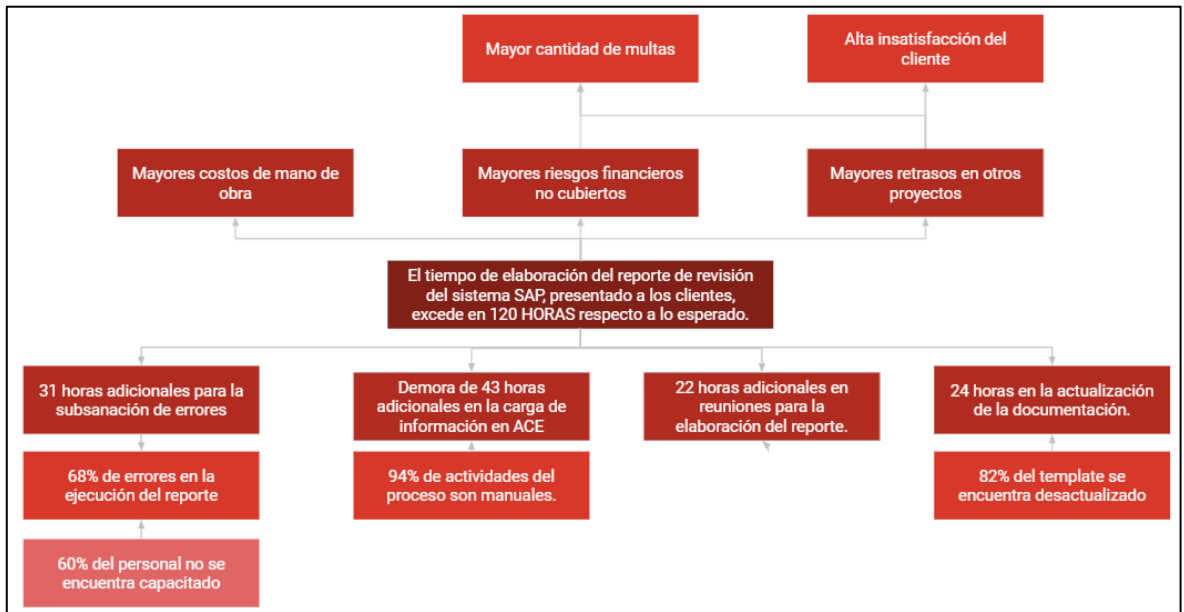 Mayor cantidad de multas
Alta insatisfacción del
cliente
Mayores costos de mano de
obra
Mayores riesgos financieros
no cubiertos
Mayores retrasos en otros
proyectos
El tiempo de elaboración del reporte de revisión
del sistema SAP, presentado a los clientes,
excede en 120 HORAS respecto a lo esperado.
31 horas adicionales para la
subsanación de errores
Demora de 43 horas
adicionales en la carga de
información en ACE
22 horas adicionales en
reuniones para la
elaboración del reporte.
24 horas en la actualización
de la documentación.
68% de errores en la
ejecución del reporte
94% de actividades del
proceso son manuales.
82% del template se
encuentra desactualizado
60% del personal no se
encuentra capacitado